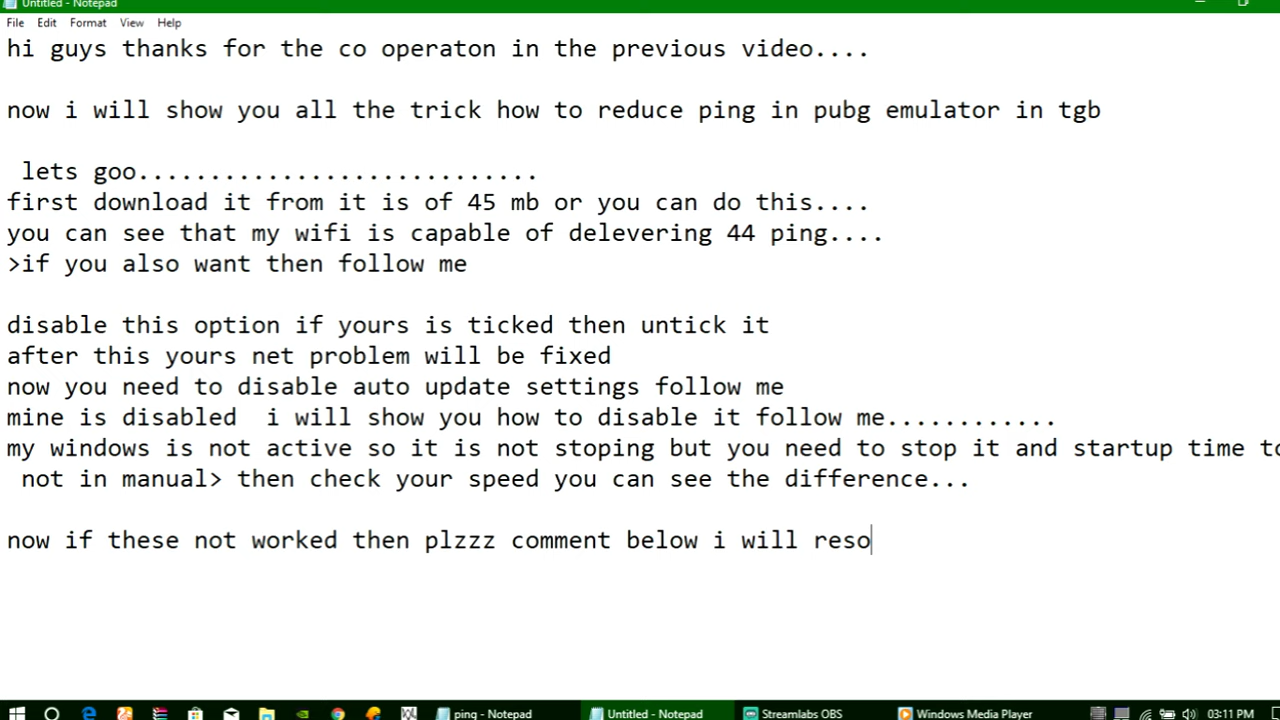 Untitled - Notepad
File Edit Format View Help
hi guys thanks for the co operaton in the previous video....
now i will show you all the trick how to reduce ping in pubg emulator in tgb
lets goo............................
first download it from it is of 45 mb or you can do this....
you can see that my wifi is capable of delevering 44 ping....
>if you also want then follow me
disable this option if yours is ticked then untick it
after this yours net problem will be fixed
now you need to disable auto update settings follow me
mine is disabled  i will show you how to disable it follow me............
my windows is not active so it is not stoping but you need to stop it and startup time to
not in manual> then check your speed you can see the difference...
now if these not worked then plzzz comment below i will reso
ping - Notepad Untitled - Notepad Streamlabs OBS Windows Media Player 03:11 PM